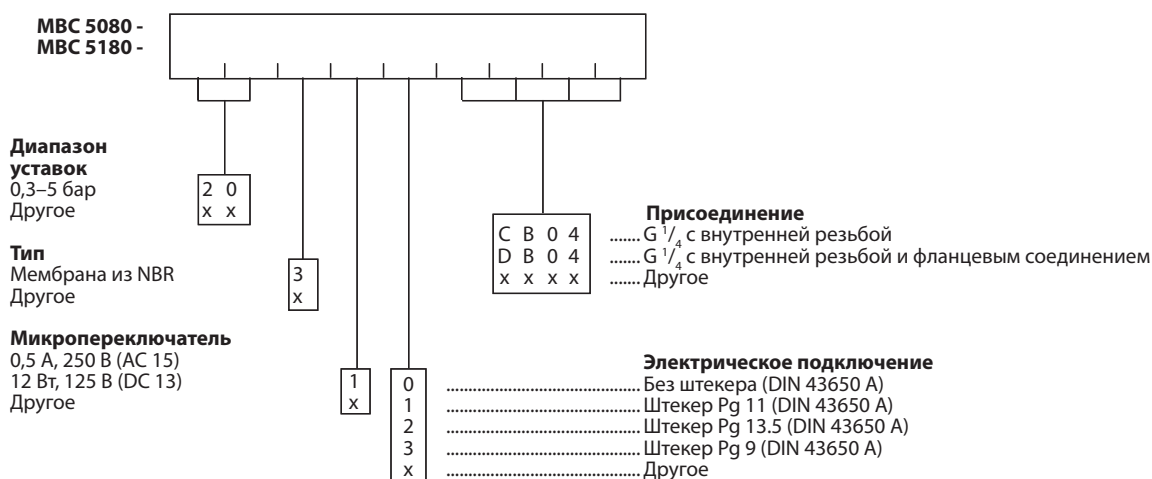 MBC 5080 -
MBC 5180 -
Диапазон
уставок
0,3–5 бар
Другое
2 0
x x
Тип
Мембрана из NBR
Другое
3
x
Микропереключатель
0,5 А, 250 В (AC 15)
12 Вт, 125 В (DC 13)
Другое
1
x
Присоединение
C B 0 4 ....... G 1/4 с внутренней резьбой
D B 0 4 ....... G 1/4 с внутренней резьбой и фланцевым соединением
x x x x ....... Другое
Электрическое подключение
0 ....................................... Без штекера (DIN 43650 A)
1 ....................................... Штекер Pg 11 (DIN 43650 A)
2 ....................................... Штекер Pg 13.5 (DIN 43650 A)
3 ....................................... Штекер Pg 9 (DIN 43650 A)
x ....................................... Другое